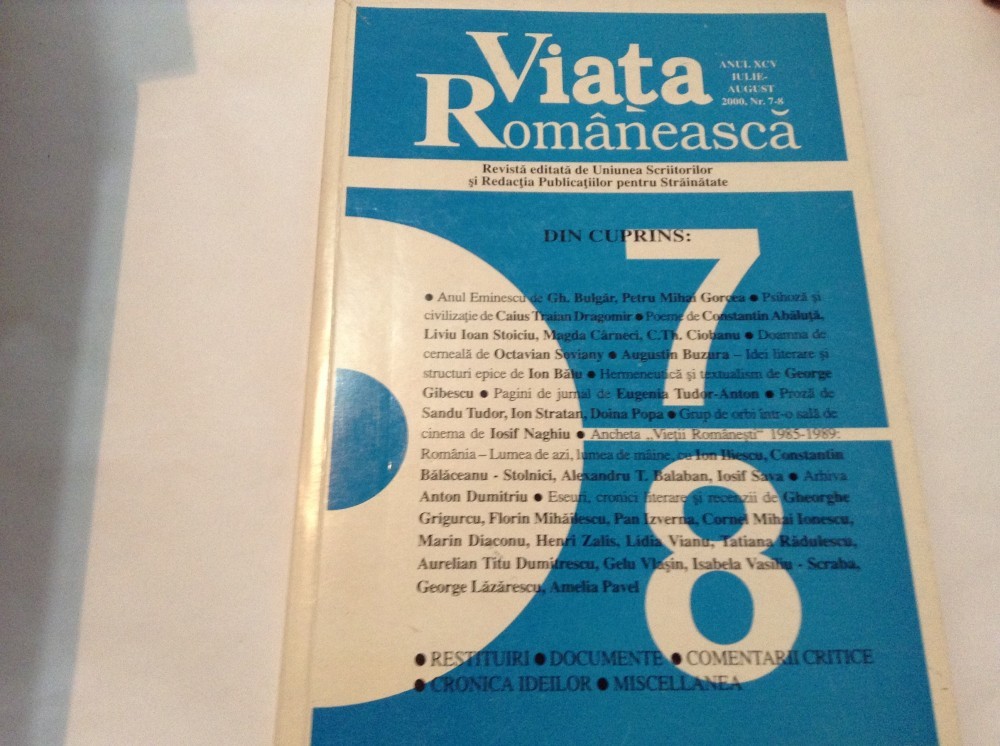 Viața
Românească
ANUL XCV
IULIE-
AUGUST
2000, Nr. 7-8
Revistă editată de Uniunea Scriitorilor
și Redacția Publicațiilor pentru Străinătate
DIN CUPRINS:
7
8
● Anul Eminescu de Gh. Bulgăr, Petru Mihai Gorcea ● Psihoză și
civilizație de Caius Traian Dragomir ● Poeme de Constantin Abăluță,
Liviu Ioan Stoiciu, Magda Cârneci, C.Th. Ciobanu ● Doamna de
cerneală de Octavian Soviany ● Augustin Buzura – Idei literare și
structuri epice de Ion Bălu ● Hermeneutică și textualism de George
Gibescu ● Pagini de jurnal de Eugenia Tudor-Anton ● Proză de
Sandu Tudor, Ion Stratan, Doina Popa ● Grup de orbi într-o sală de
cinema de Iosif Naghiu ● Ancheta „Vieții Românești" 1985-1989:
România – Lumea de azi, lumea de mâine, cu Ion Iliescu, Constantin
Bălăceanu - Stolnici, Alexandru T. Balaban, Iosif Sava ● Arhiva
Anton Dumitriu ● Eseuri, cronici literare și recenzii de Gheorghe
Grigurcu, Florin Mihăilescu, Pan Izverna, Cornel Mihai Ionescu,
Marin Diaconu, Henri Zalis, Lidia Vianu, Tatiana Rădulescu,
Aurelian Titu Dumitrescu, Gelu Vlașin, Isabela Vasiliu - Scraba,
George Lăzărescu, Amelia Pavel
● RESTITUIRI ● DOCUMENTE ● COMENTARII CRITICE
● CRONICA IDEILOR ● MISCELLANEA